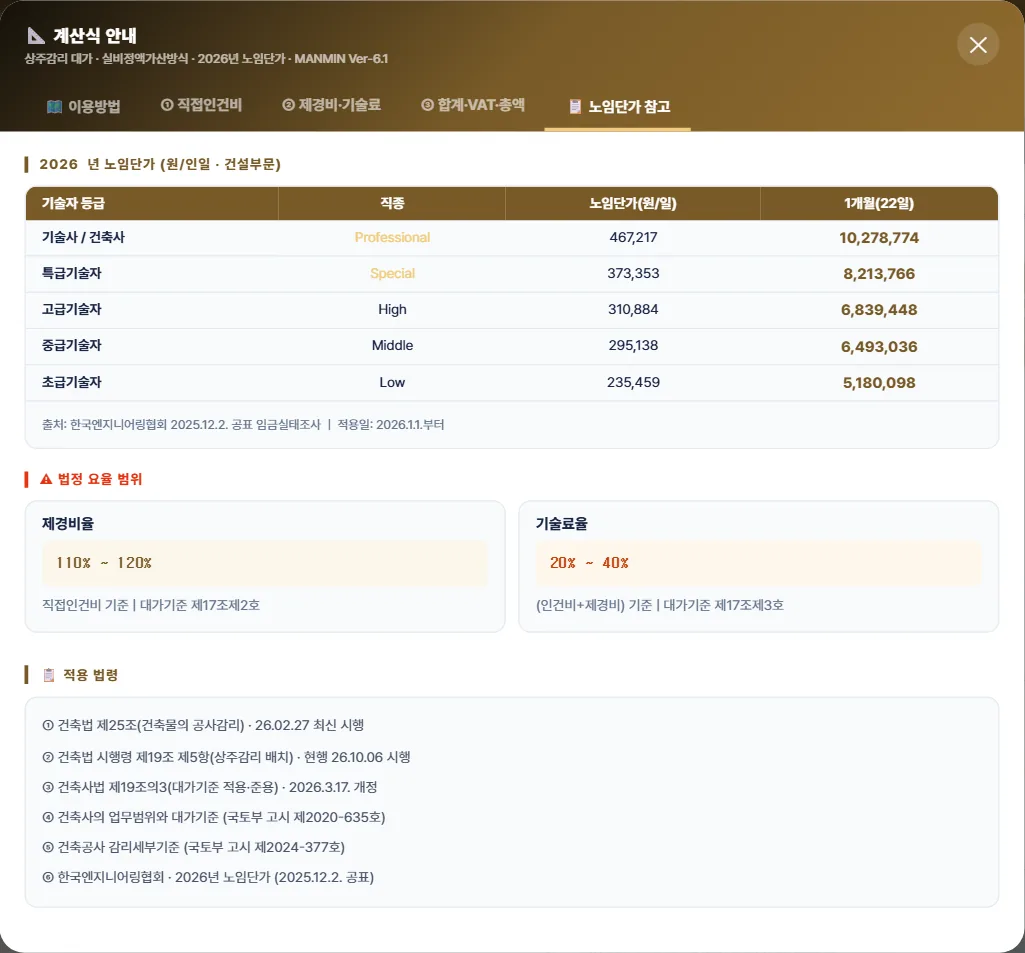 계산식 안내
상주감리 대가 · 실비정액가산방식 · 2026년 노임단가 · MANMIN Ver-6.1
이용방법 ① 직접인건비 ② 제경비·기술료 ③ 합계·VAT·총액 노임단가 참고
2026 년 노임단가 (원/인일 · 건설부문)
기술자 등급 직종 노임단가(원/일) 1개월(22일)
기술사 / 건축사 Professional 467,217 10,278,774
특급기술자 Special 373,353 8,213,766
고급기술자 High 310,884 6,839,448
중급기술자 Middle 295,138 6,493,036
초급기술자 Low 235,459 5,180,098
출처: 한국엔지니어링협회 2025.12.2. 공표 임금실태조사 | 적용일: 2026.1.1.부터
법정 요율 범위
제경비율
110% ~ 120%
직접인건비 기준 | 대가기준 제17조제2호
기술료율
20% ~ 40%
(인건비+제경비) 기준 | 대가기준 제17조제3호
적용 법령
① 건축법 제25조(건축물의 공사감리) · 26.02.27 최신 시행
② 건축법 시행령 제19조 제5항(상주감리 배치) · 현행 26.10.06 시행
③ 건축사법 제19조의3(대가기준 적용·준용) · 2026.3.17. 개정
④ 건축사의 업무범위와 대가기준 (국토부 고시 제2020-635호)
⑤ 건축공사 감리세부기준 (국토부 고시 제2024-377호)
⑥ 한국엔지니어링협회 · 2026년 노임단가 (2025.12.2. 공표)